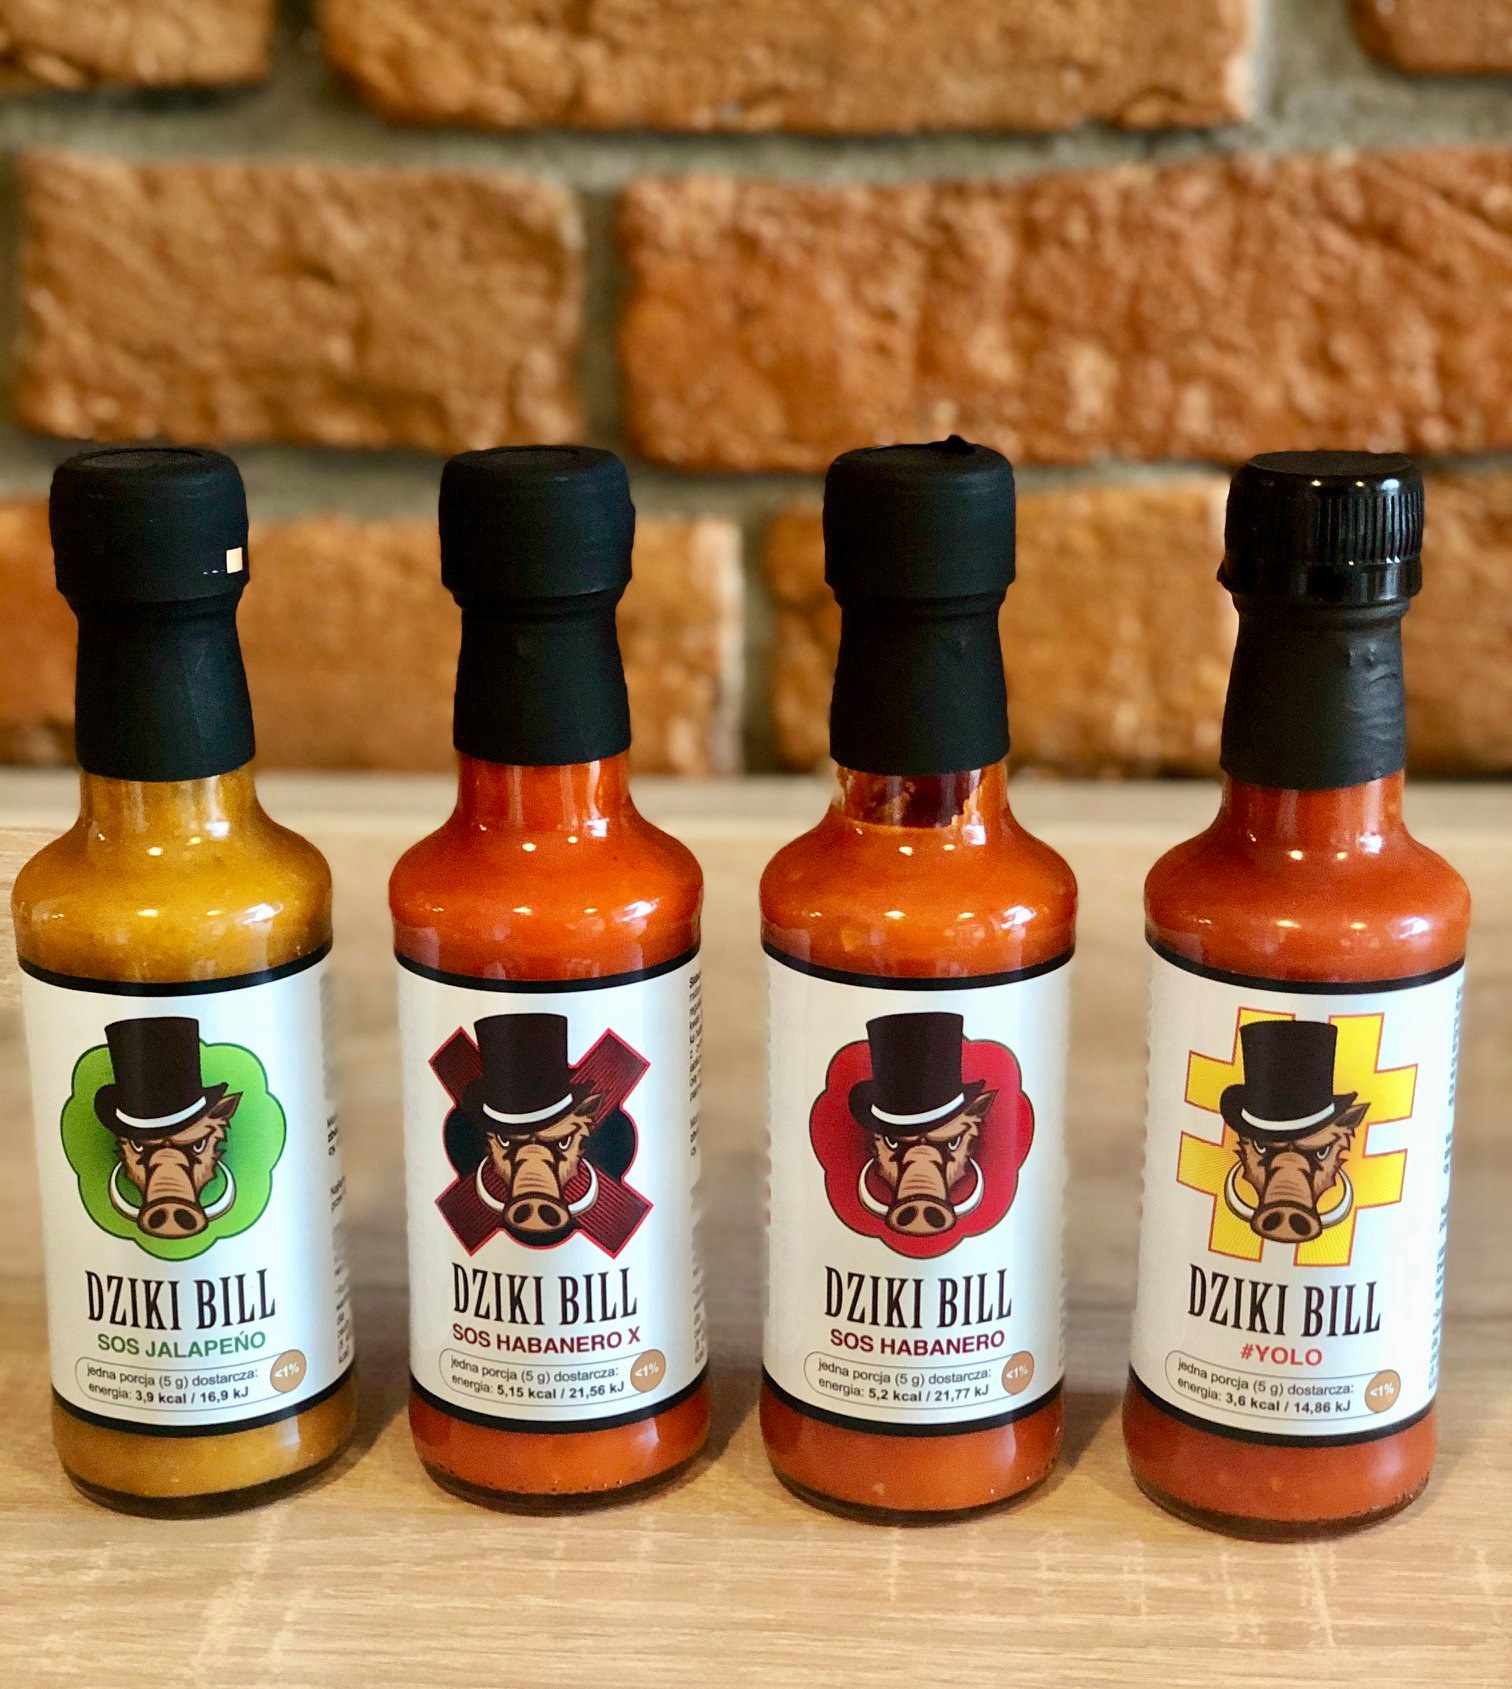 DZIKI BILL
SOS JALAPEŃO
jedna porcja (5 g) dostarcza:
energia: 3,9 kcal / 16,9 kJ
<1%
DZIKI BILL
SOS HABANERO X
jedna porcja (5 g) dostarcza:
energia: 5,15 kcal / 21,56 kJ
<1%
DZIKI BILL
SOS HABANERO
jedna porcja (5 g) dostarcza:
energia: 5,2 kcal / 21,77 kJ
<1%
DZIKI BILL
#YOLO
jedna porcja (5 g) dostarcza:
energia: 3,6 kcal / 14,86 kJ
<1%